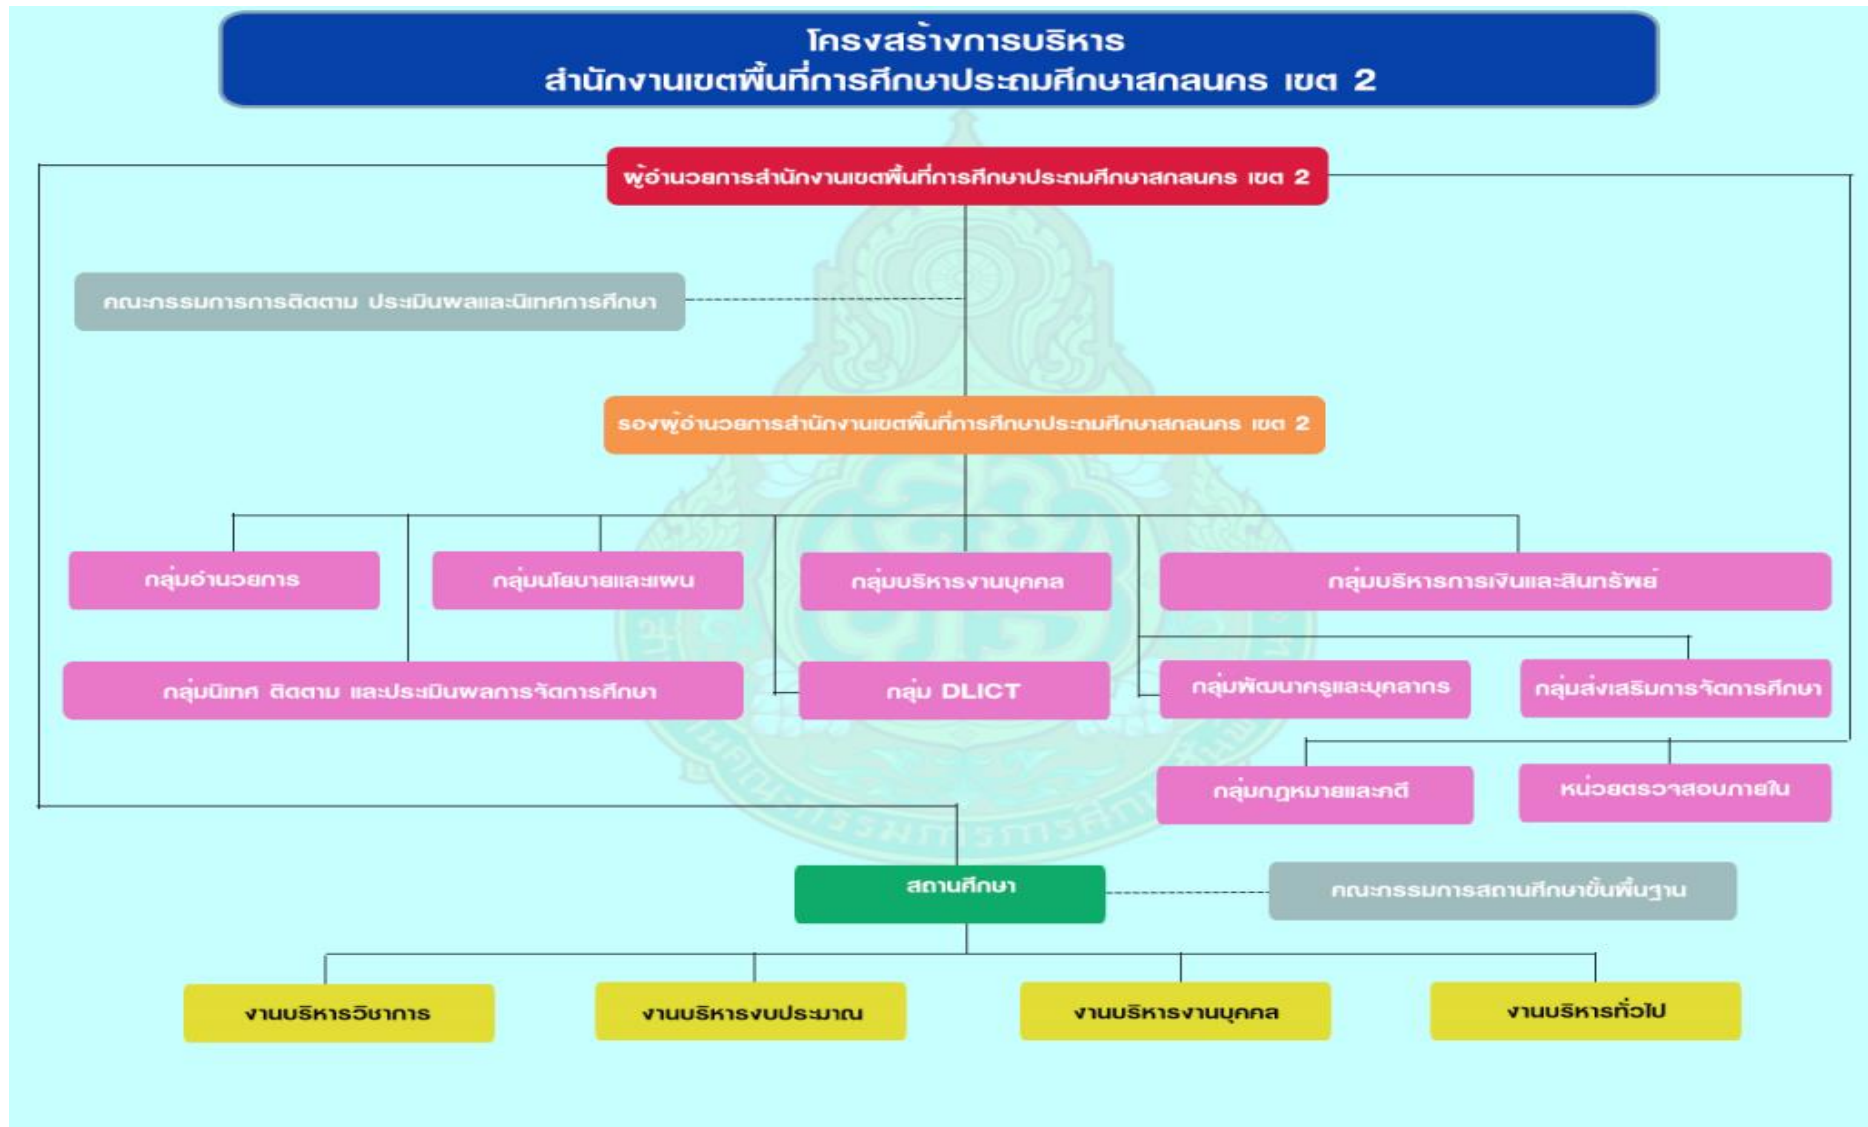 โครงสร้างการบริหาร
สำนักงานเขตพื้นที่การศึกษาประถมศึกษาสกลนคร เขต 2
ผู้อำนวยการสำนักงานเขตพื้นที่การศึกษาประถมศึกษาสกลนคร เขต 2
คณะกรรมการการติดตาม ประเมินผลและนิเทศการศึกษา
รองผู้อำนวยการสำนักงานเขตพื้นที่การศึกษาประถมศึกษาสกลนคร เขต 2
กลุ่มอำนวยการ
กลุ่มนโยบายและแผน
กลุ่มบริหารงานบุคคล
กลุ่มบริหารการเงินและสินทรัพย์
กลุ่มนิเทศ ติดตาม และประเมินผลการจัดการศึกษา
กลุ่ม DLICT
กลุ่มพัฒนาครูและบุคลากร
กลุ่มส่งเสริมการจัดการศึกษา
กลุ่มกฎหมายและคดี
หน่วยตรวจสอบภายใน
สถานศึกษา
คณะกรรมการสถานศึกษาขั้นพื้นฐาน
งานบริหารวิชาการ
งานบริหารงบประมาณ
งานบริหารงานบุคคล
งานบริหารทั่วไป